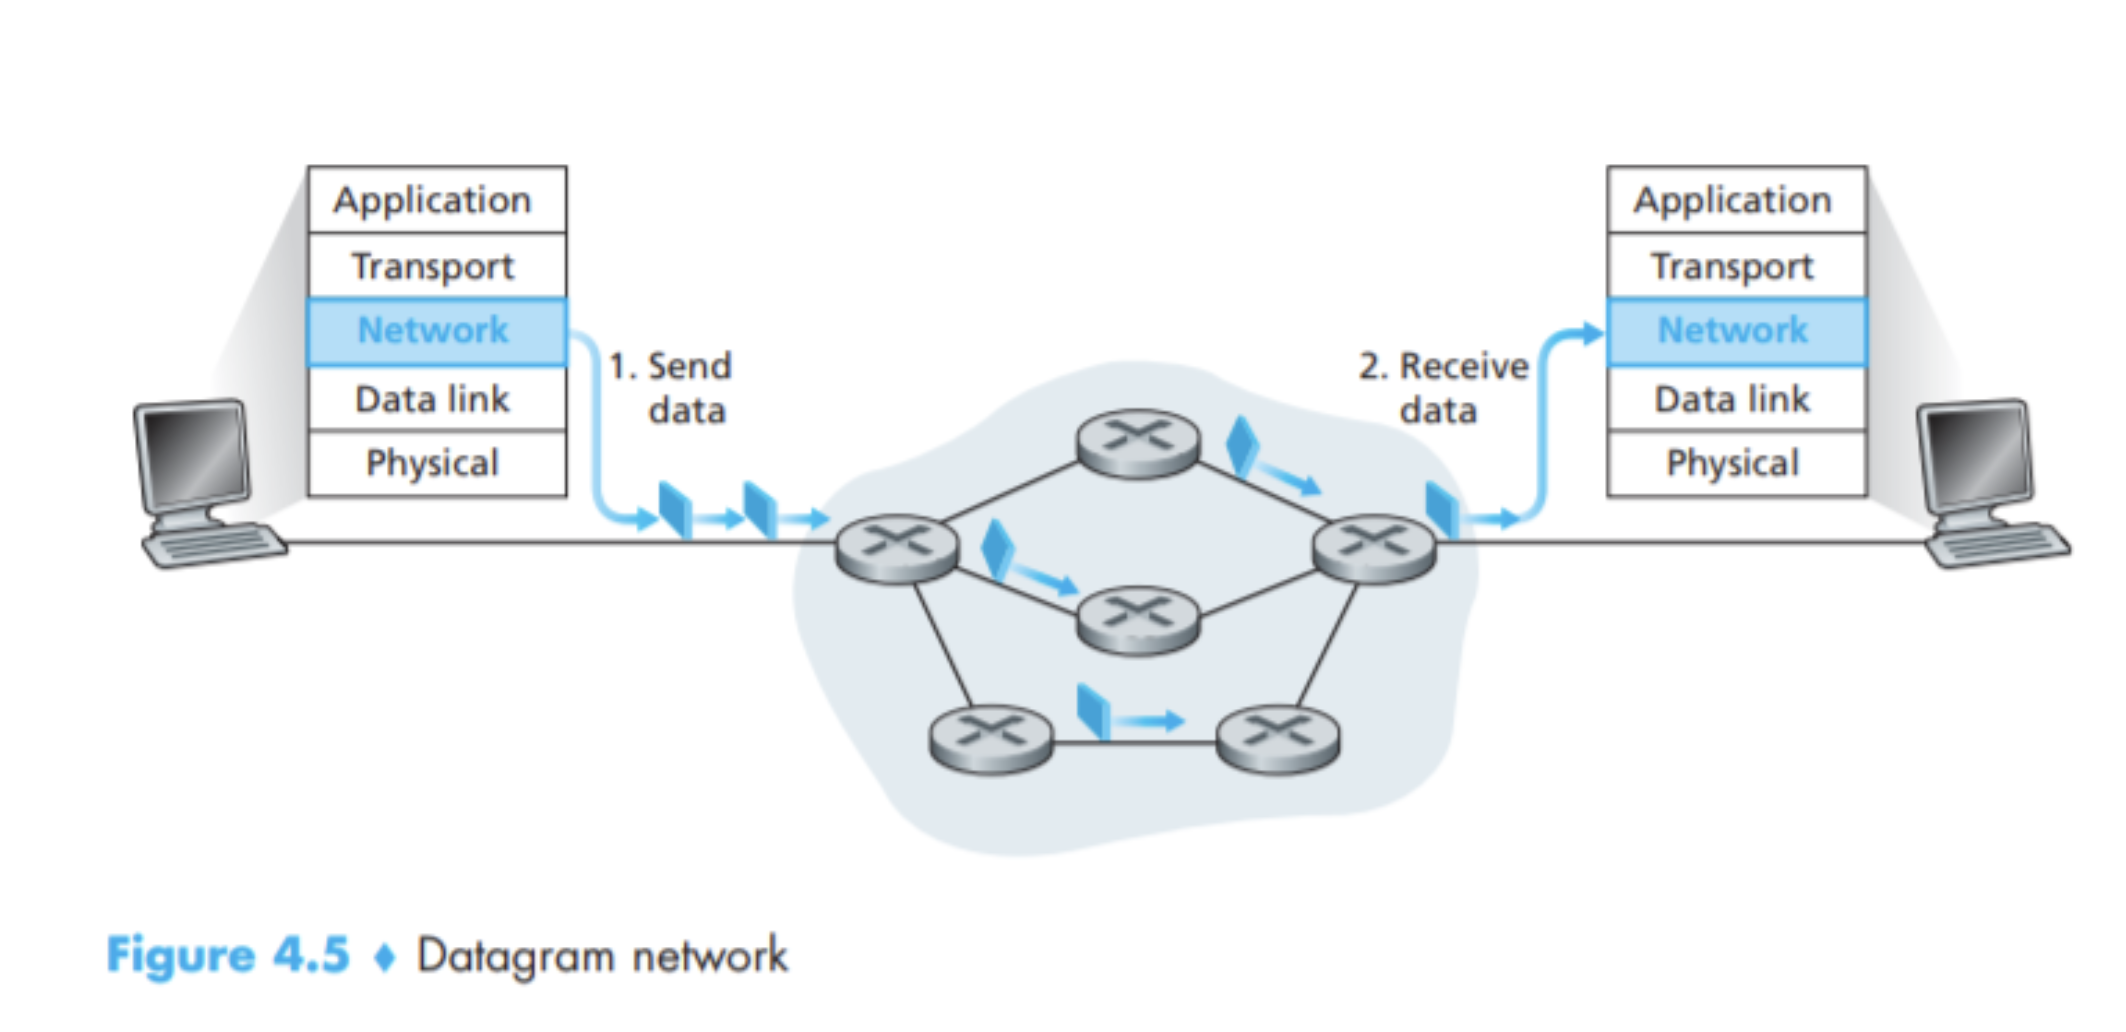 Application
Transport
Network
Data link
Physical
1. Send
data
2. Receive
data
Application
Transport
Network
Data link
Physical
Figure 4.5 ♦ Datagram network